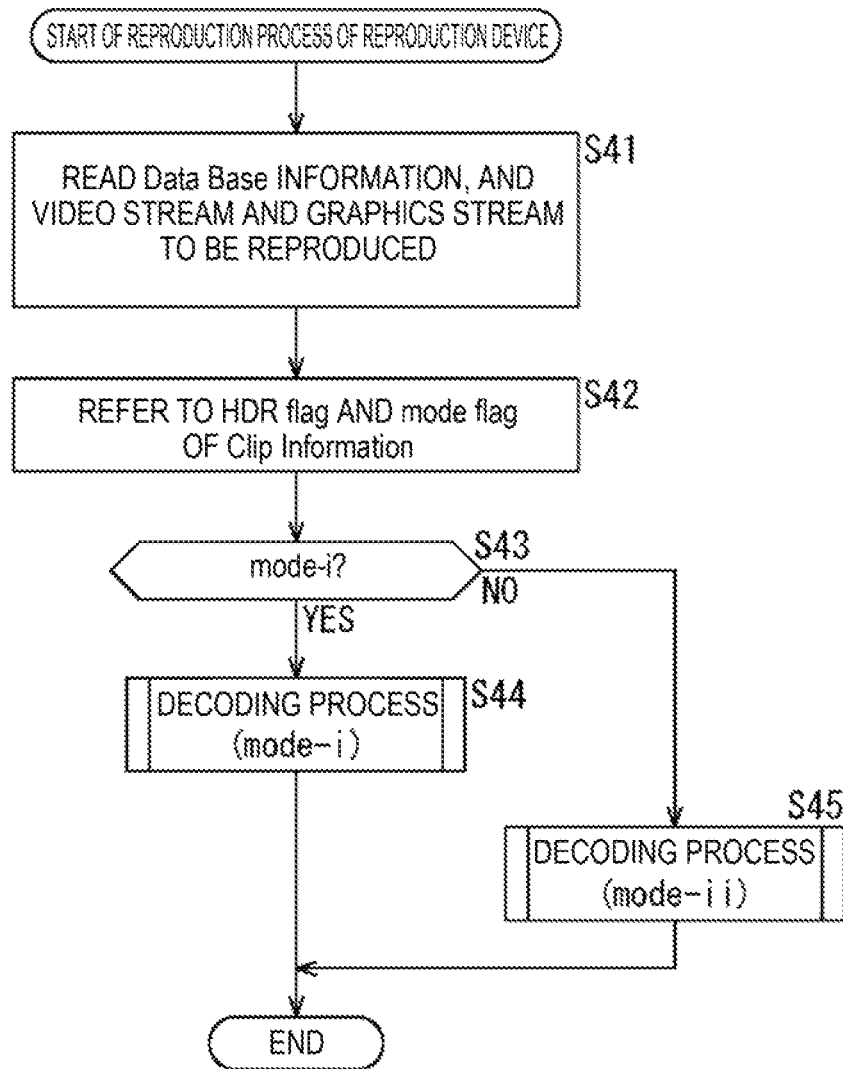 START OF REPRODUCTION PROCESS OF REPRODUCTION DEVICE
S41
READ Data Base INFORMATION, AND
VIDEO STREAM AND GRAPHICS STREAM
TO BE REPRODUCED
S42
REFER TO HDR flag AND mode flag
OF Clip Information
S43
mode-i?
NO
YES
DECODING PROCESS
(mode-i)
S44
S45
DECODING PROCESS
(mode-ii)
END